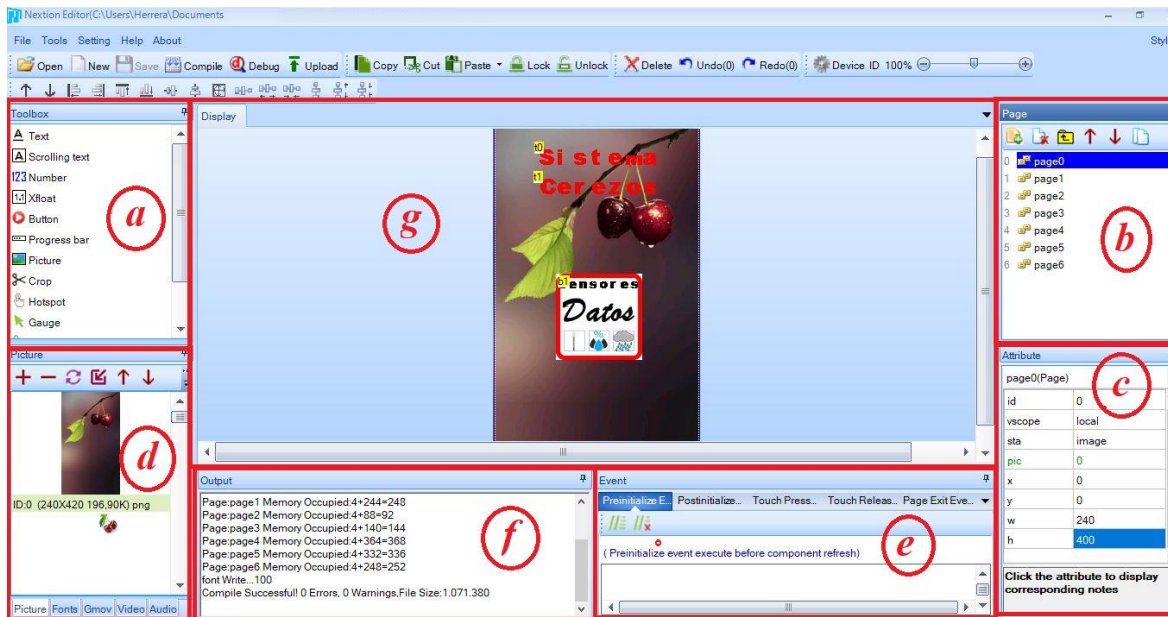 Nextion Editor(C:\Users\Herrera\Documents
File Tools Setting Help About
Styl
Open New Save Compile Debug Upload Copy Cut Paste Lock Unlock Delete Undo(0) Redo(0) Device ID 100%
Toolbox
A Text
A Scrolling text
123 Number
1.1 Xfloat
Button
Progress bar
Picture
Crop
Hotspot
Gauge
a
Picture
ID:0 (240X420 196,90K) png
d
Picture Fonts Gmov Video Audio
Display
t0
Sistema
t1
Cerezos
g
ensores
Datos
%
Output
Page:page1 Memory Occupied:4+244=248
Page:page2 Memory Occupied:4+88=92
Page:page3 Memory Occupied:4+140=144
Page:page4 Memory Occupied:4+364=368
Page:page5 Memory Occupied:4+332=336
Page:page6 Memory Occupied:4+248=252
font Write...100
Compile Successful! 0 Errors, 0 Warnings,File Size:1.071.380
f
Event
Preinitialize E... Postinitialize... Touch Press... Touch Releas... Page Exit Eve...
( Preinitialize event execute before component refresh)
e
Page
0 page0
1 page1
2 page2
3 page3
4 page4
5 page5
6 page6
b
Attribute
page0(Page)
id 0
vscope local
sta image
pic 0
x 0
y 0
w 240
h 400
c
Click the attribute to display
corresponding notes